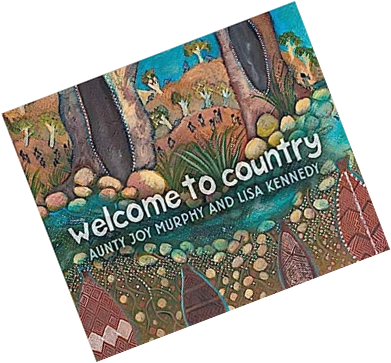 welcome to country
AUNTY JOY MURPHY AND LISA KENNEDY